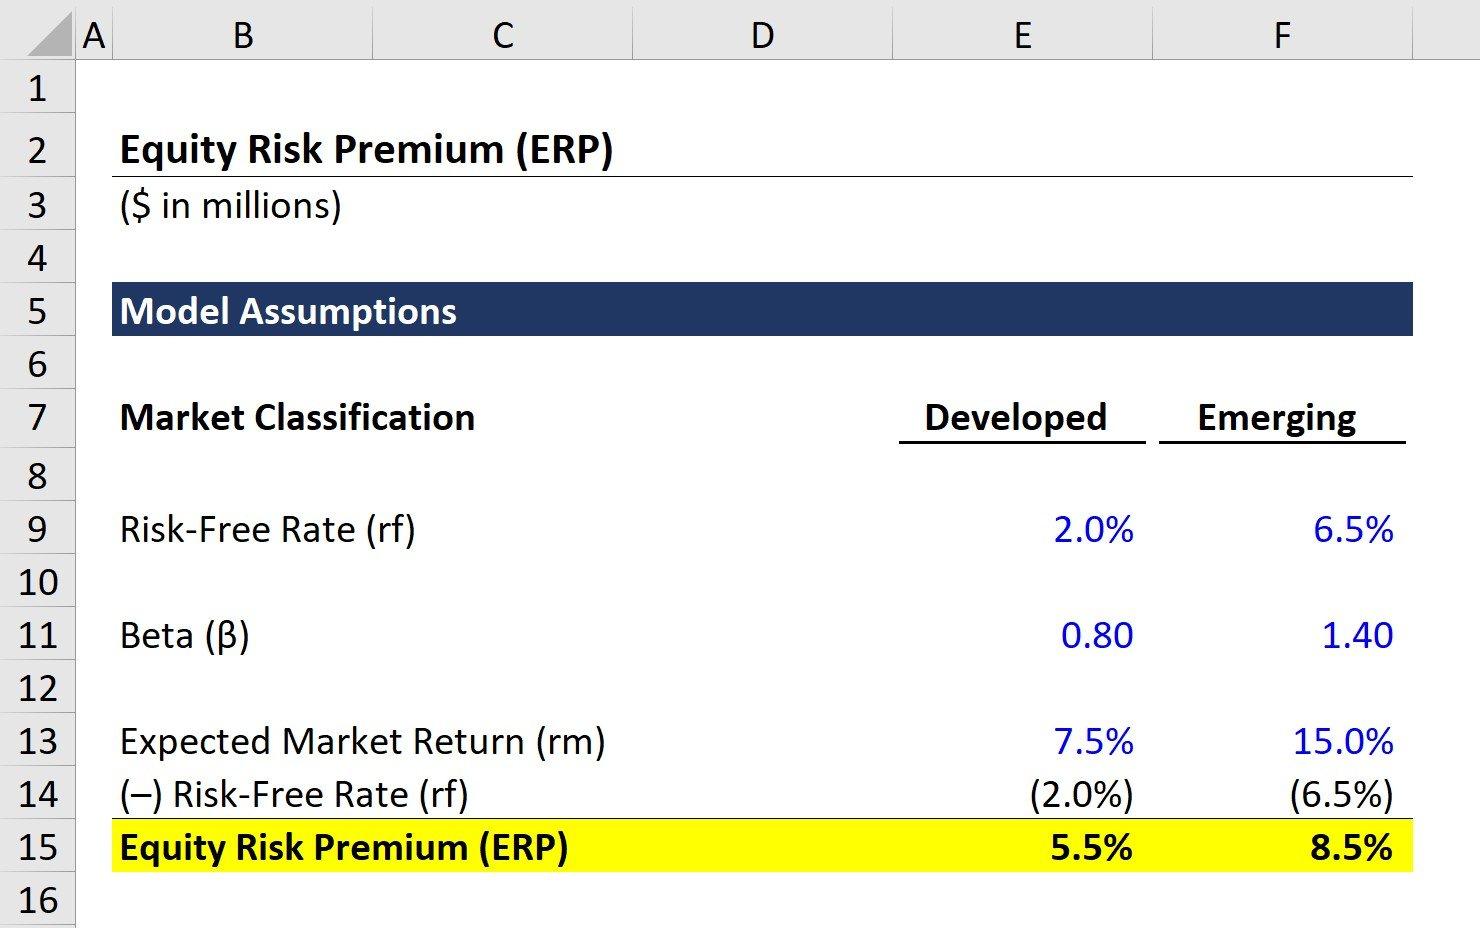 A B C D E F
1
2 Equity Risk Premium (ERP)
3 ($ in millions)
4
5 Model Assumptions
6
7 Market Classification Developed Emerging
8
9 Risk-Free Rate (rf) 2.0% 6.5%
10
11 Beta (β) 0.80 1.40
12
13 Expected Market Return (rm) 7.5% 15.0%
14 (–) Risk-Free Rate (rf) (2.0%) (6.5%)
15 Equity Risk Premium (ERP) 5.5% 8.5%
16